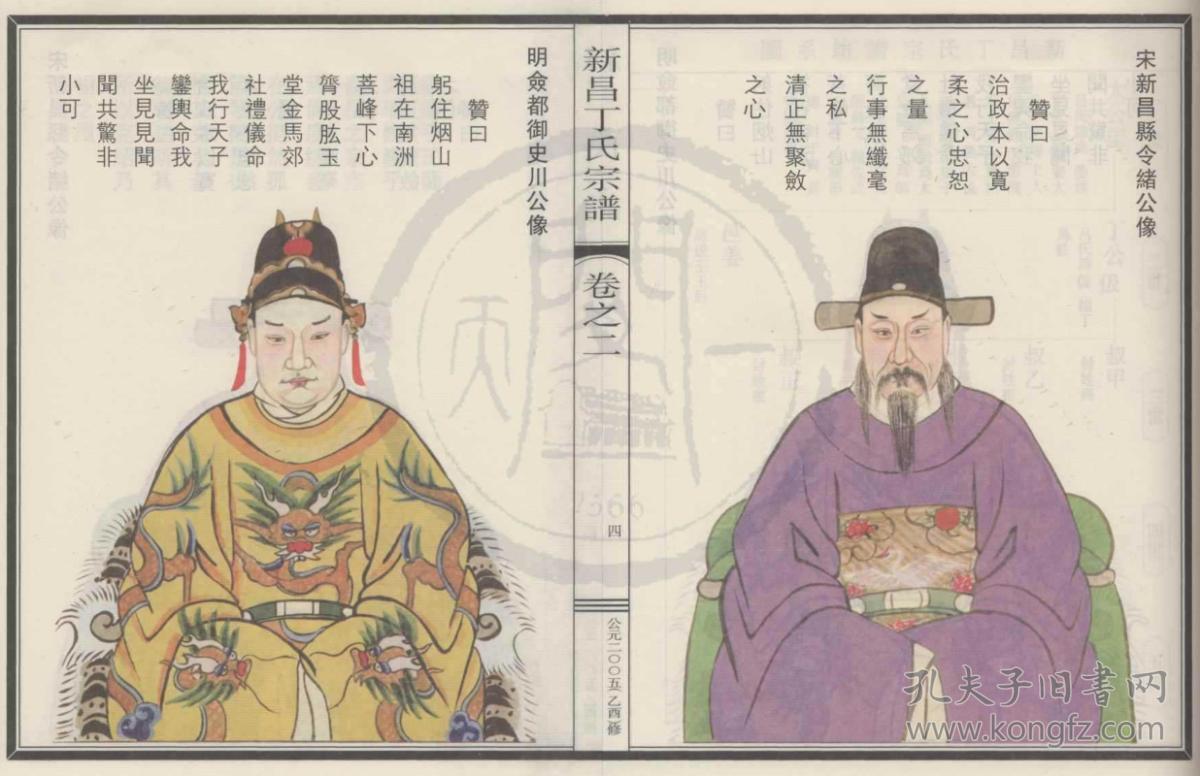 宋新昌縣令緒公像
贊曰
治政本以寬
柔之心忠恕
之量
行事無纖毫
之私
清正無聚斂
之心
新昌丁氏宗譜
卷之二
四
公元二〇〇五乙酉修
明僉都御史川公像
贊曰
躬住烟山
祖在南洲
菩峰下心
膂股肱玉
堂金馬郊
社禮儀命
我行天子
鑾輿命我
坐見見聞
聞共驚非
小可
孔夫子旧书网
www.kongfz.com